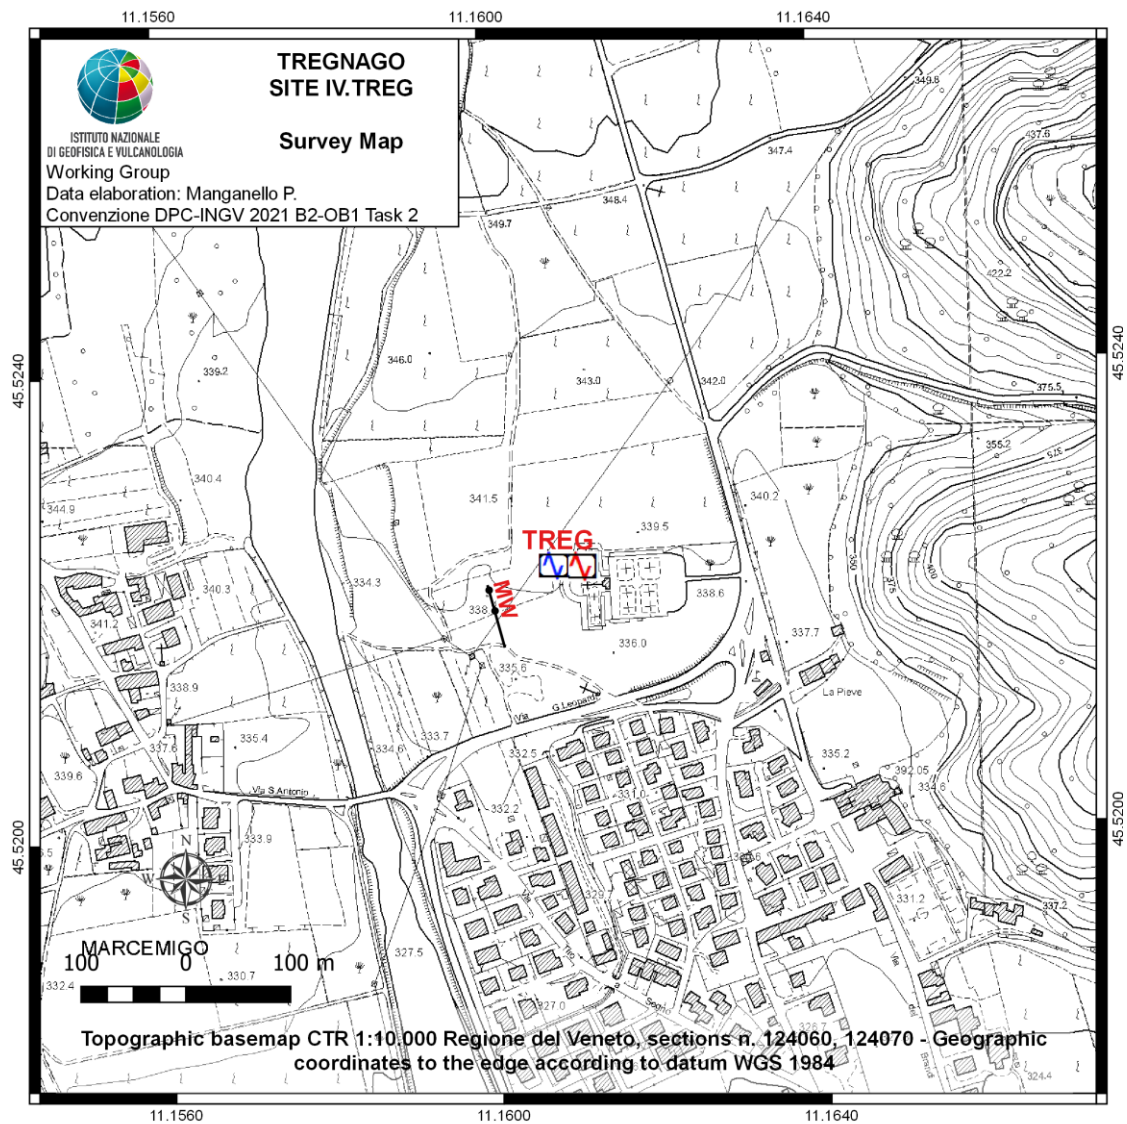 11.1560 11.1600 11.1640
TREGNAGO
SITE IV.TREG
Survey Map
ISTITUTO NAZIONALE
DI GEOFISICA E VULCANOLOGIA
Working Group
Data elaboration: Manganello P.
Convenzione DPC-INGV 2021 B2-OB1 Task 2
349.8
437.6
347.4
348.4
349.7
422.2
45.5240
45.5240
346.0
339.2
343.0
342.0
375.5
355.2
375
340.4
341.5
340.2
344.9
339.5
TREG
350
375
400
334.3
340.3
MW
338.6
338.
341.2
336.0
337.7
335.6
338.9
La Pieve
Via G.Leopardi
337.6
335.4
334.6
333.7
332.5
335.2
392.05
334.6
339.6
Via S.Antonio
332.2
331.0
45.5200
45.5200
333.9
N
S
331.2
337.2
MARCEMIGO
327.5
100 0 100 m
330.7
332.4
327.0
Topographic basemap CTR 1:10.000 Regione del Veneto, sections n. 124060, 124070 - Geographic
coordinates to the edge according to datum WGS 1984
324.4
11.1560 11.1600 11.1640